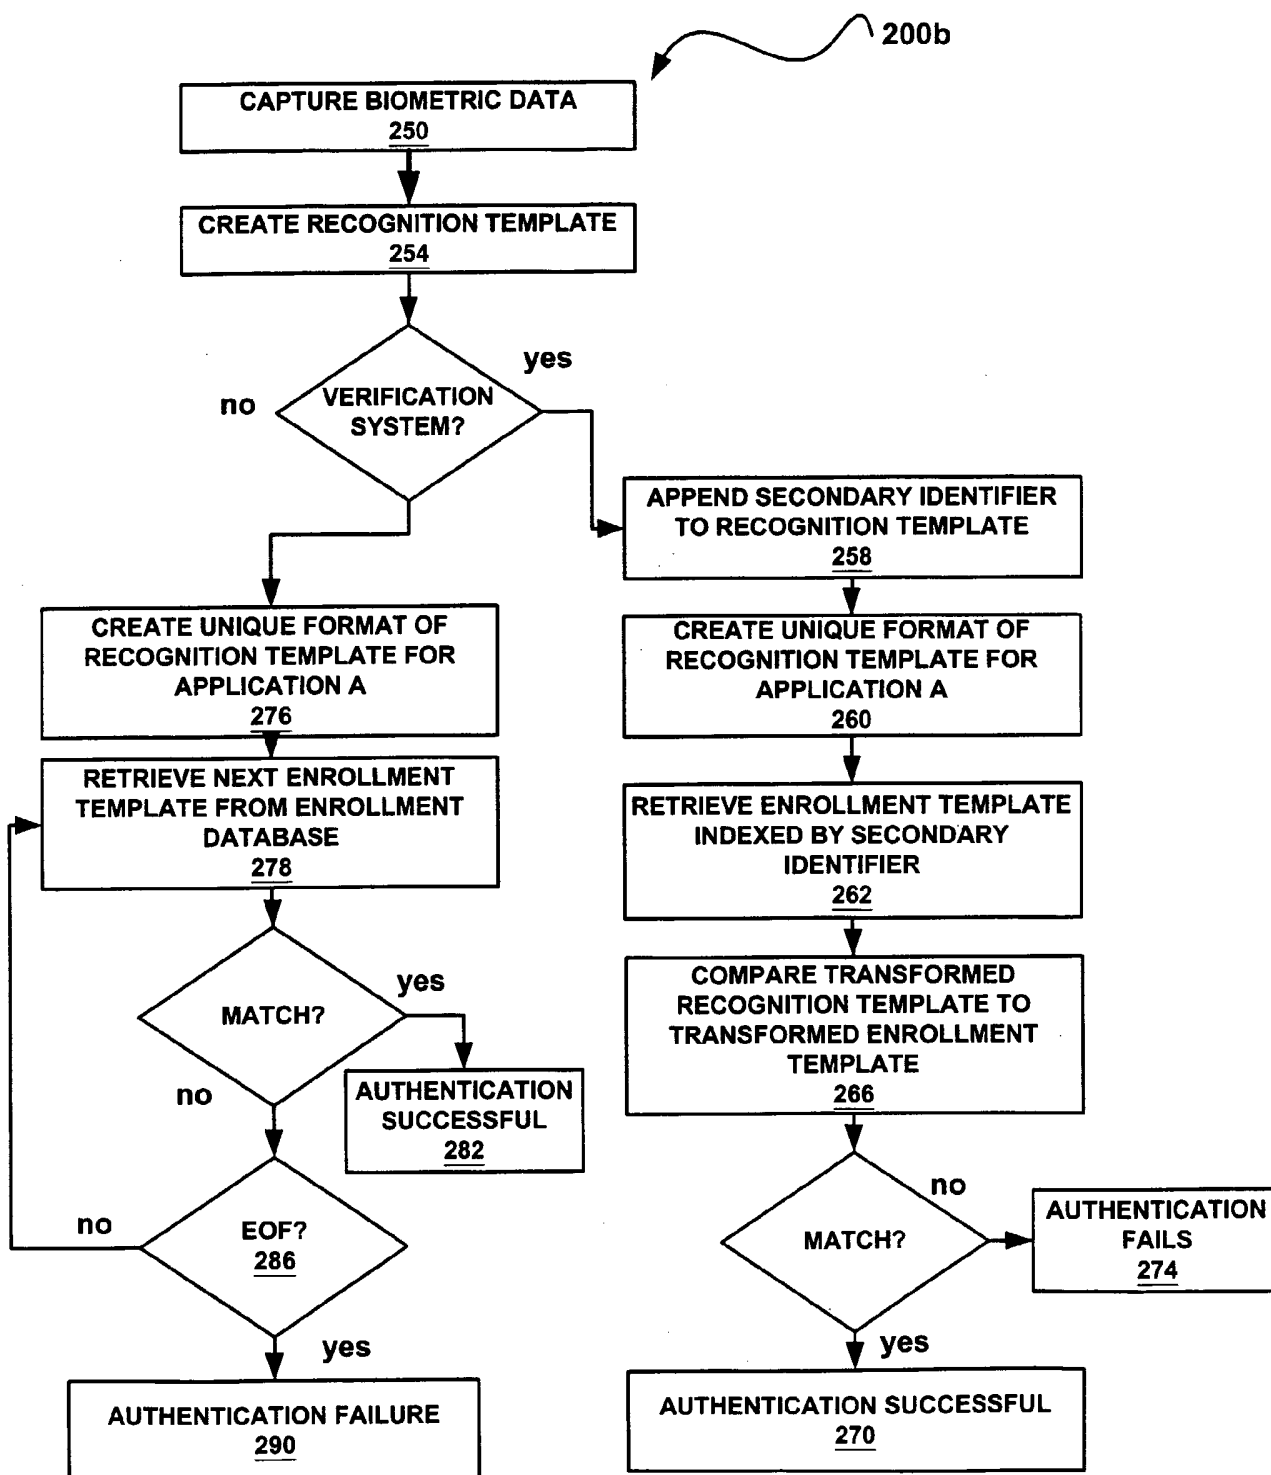 200b
CAPTURE BIOMETRIC DATA
250
CREATE RECOGNITION TEMPLATE
254
yes
no
VERIFICATION
SYSTEM?
APPEND SECONDARY IDENTIFIER
TO RECOGNITION TEMPLATE
258
CREATE UNIQUE FORMAT OF
RECOGNITION TEMPLATE FOR
APPLICATION A
276
CREATE UNIQUE FORMAT OF
RECOGNITION TEMPLATE FOR
APPLICATION A
260
RETRIEVE NEXT ENROLLMENT
TEMPLATE FROM ENROLLMENT
DATABASE
278
RETRIEVE ENROLLMENT TEMPLATE
INDEXED BY SECONDARY
IDENTIFIER
262
MATCH?
yes
no
AUTHENTICATION
SUCCESSFUL
282
COMPARE TRANSFORMED
RECOGNITION TEMPLATE TO
TRANSFORMED ENROLLMENT
TEMPLATE
266
no
EOF?
286
yes
MATCH?
no
AUTHENTICATION
FAILS
274
yes
AUTHENTICATION FAILURE
290
AUTHENTICATION SUCCESSFUL
270